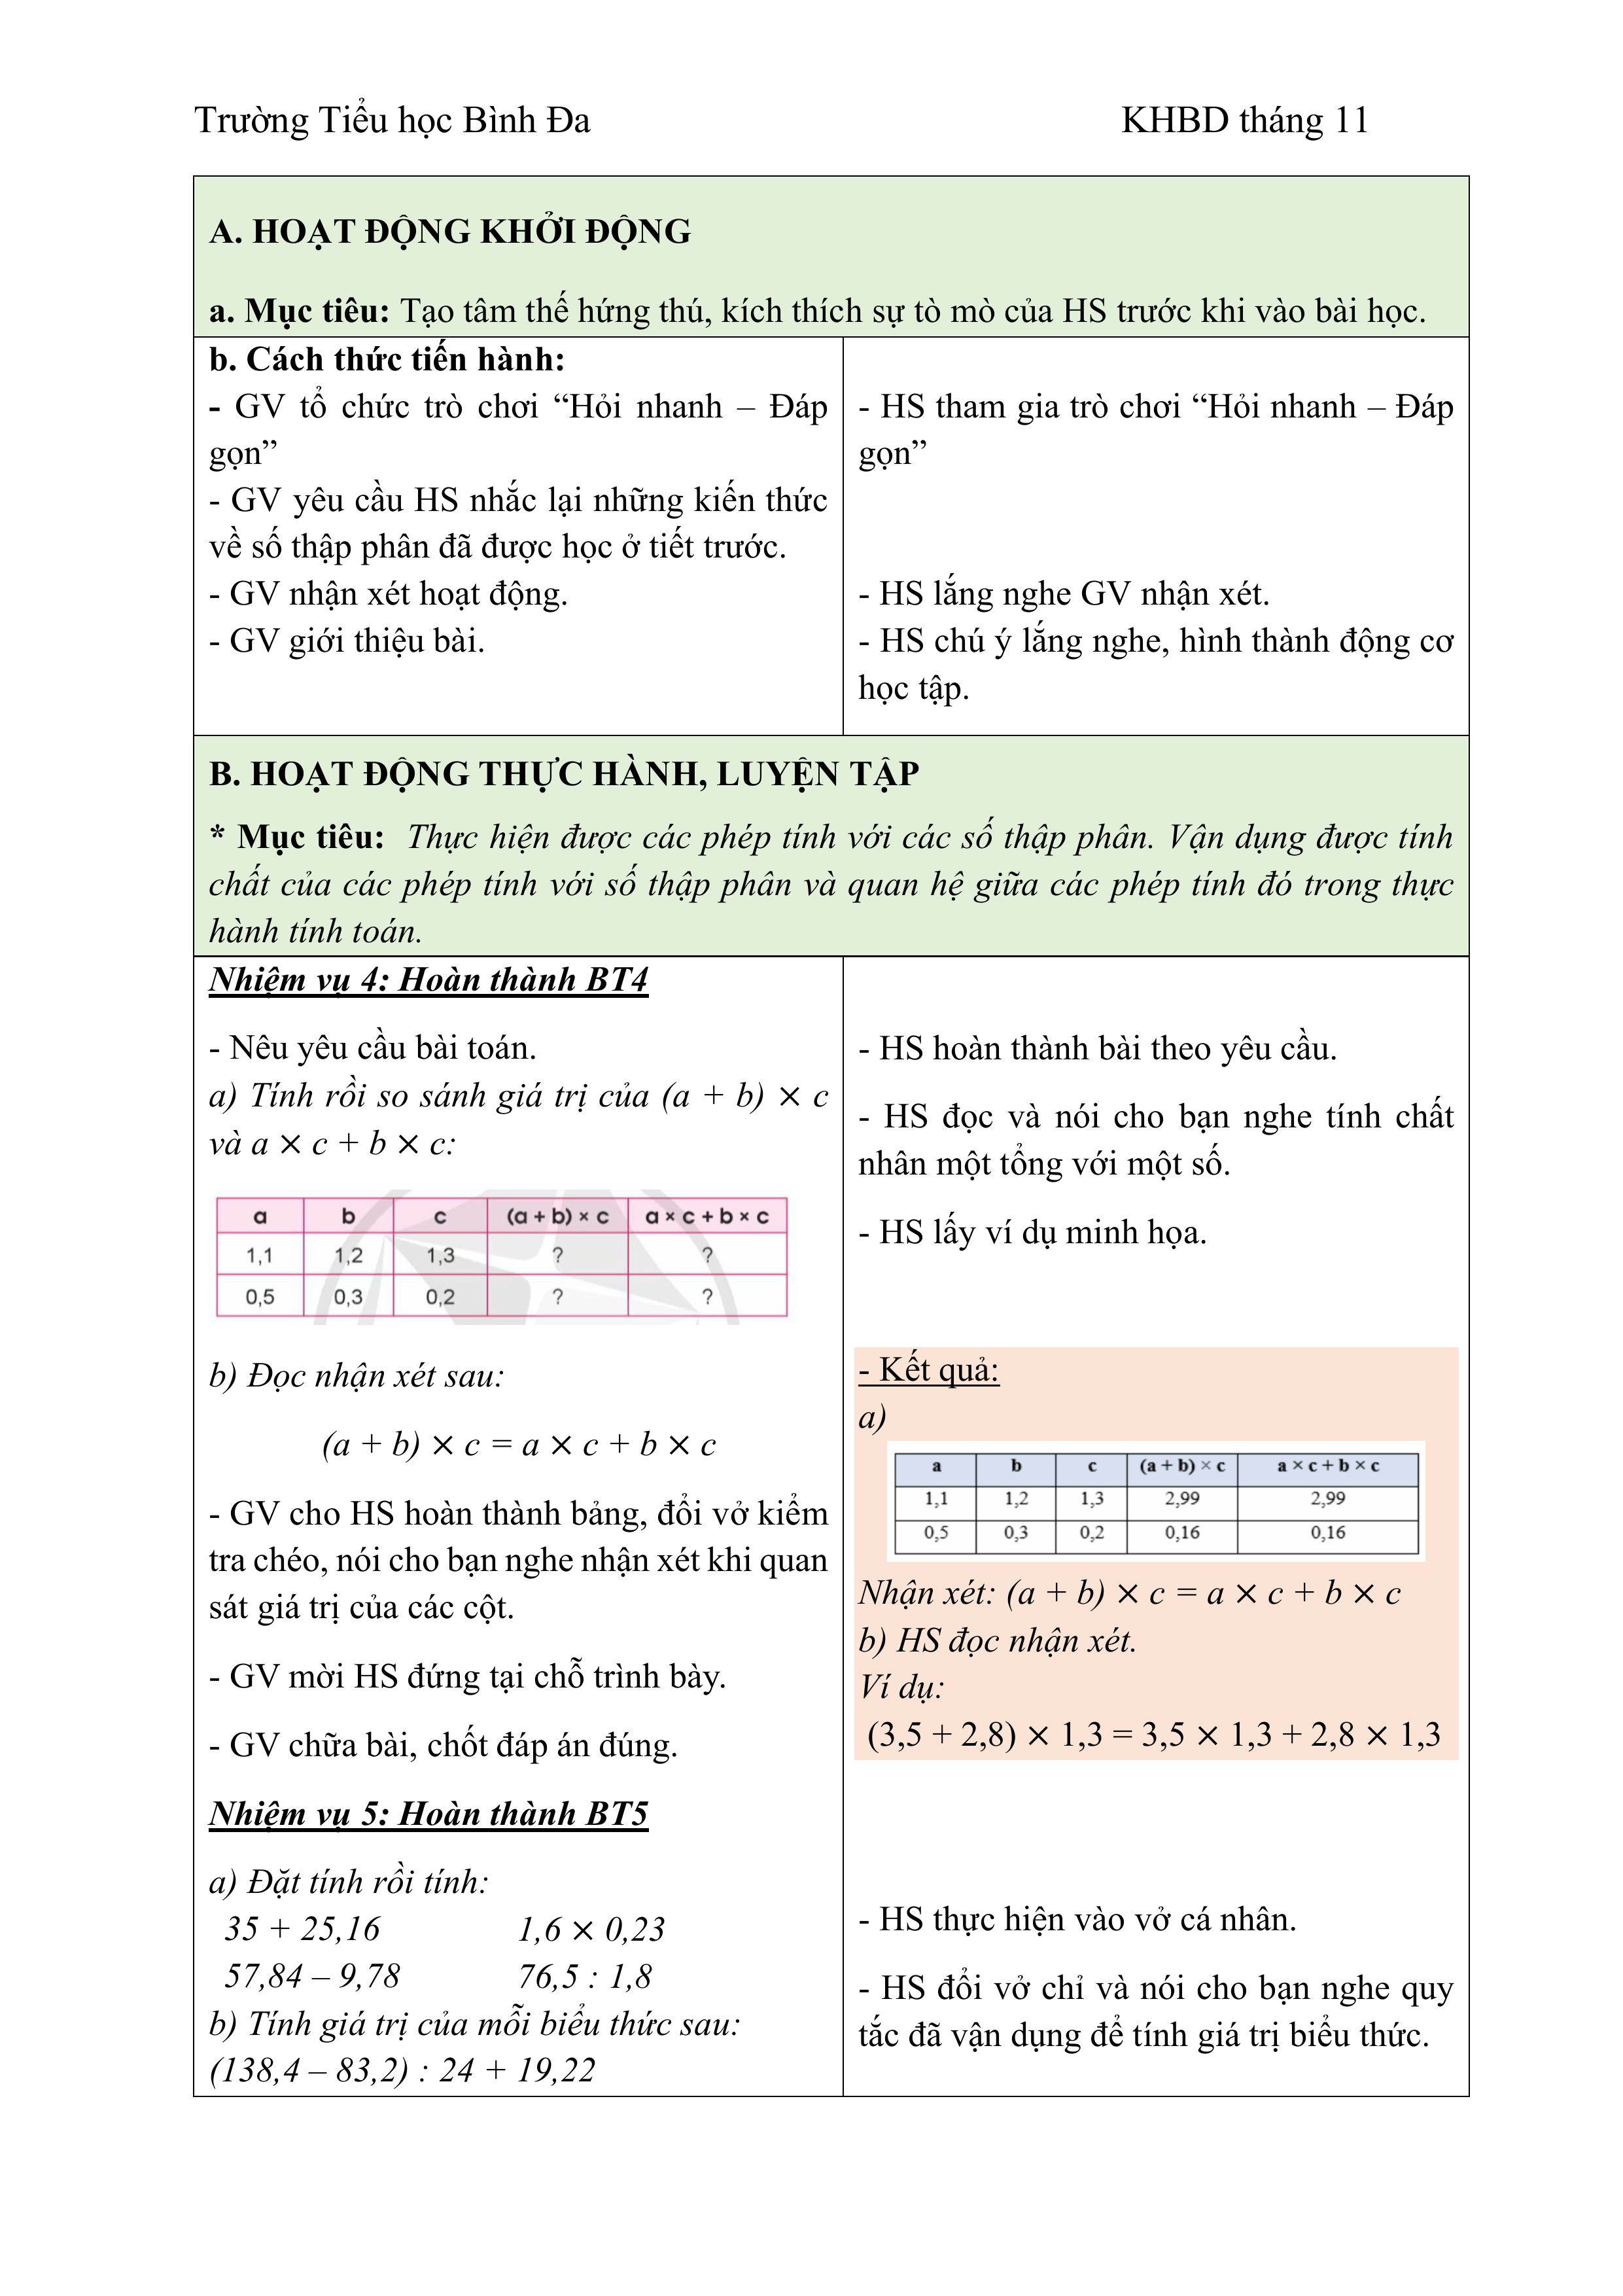 Trường Tiểu học Bình Đa KHBD tháng 11
A. HOẠT ĐỘNG KHỞI ĐỘNG
a. Mục tiêu: Tạo tâm thế hứng thú, kích thích sự tò mò của HS trước khi vào bài học.
b. Cách thức tiến hành:
- GV tổ chức trò chơi “Hỏi nhanh – Đáp
gọn”
- GV yêu cầu HS nhắc lại những kiến thức
về số thập phân đã được học ở tiết trước.
- GV nhận xét hoạt động.
- GV giới thiệu bài.
- HS tham gia trò chơi “Hỏi nhanh – Đáp
gọn”
- HS lắng nghe GV nhận xét.
- HS chú ý lắng nghe, hình thành động cơ
học tập.
B. HOẠT ĐỘNG THỰC HÀNH, LUYỆN TẬP
* Mục tiêu: Thực hiện được các phép tính với các số thập phân. Vận dụng được tính
chất của các phép tính với số thập phân và quan hệ giữa các phép tính đó trong thực
hành tính toán.
Nhiệm vụ 4: Hoàn thành BT4
- Nêu yêu cầu bài toán.
a) Tính rồi so sánh giá trị của (a + b) × c
và a × c + b × c:
a b c (a + b) × c a × c + b × c
1,1 1,2 1,3 ? ?
0,5 0,3 0,2 ? ?
b) Đọc nhận xét sau:
(a + b) × c = a × c + b × c
- GV cho HS hoàn thành bảng, đổi vở kiểm
tra chéo, nói cho bạn nghe nhận xét khi quan
sát giá trị của các cột.
- GV mời HS đứng tại chỗ trình bày.
- GV chữa bài, chốt đáp án đúng.
Nhiệm vụ 5: Hoàn thành BT5
a) Đặt tính rồi tính:
35 + 25,16 1,6 × 0,23
57,84 – 9,78 76,5 : 1,8
b) Tính giá trị của mỗi biểu thức sau:
(138,4 – 83,2) : 24 + 19,22
- HS hoàn thành bài theo yêu cầu.
- HS đọc và nói cho bạn nghe tính chất
nhân một tổng với một số.
- HS lấy ví dụ minh họa.
- Kết quả:
a)
a b c (a + b) × c a × c + b × c
1,1 1,2 1,3 2,99 2,99
0,5 0,3 0,2 0,16 0,16
Nhận xét: (a + b) × c = a × c + b × c
b) HS đọc nhận xét.
Ví dụ:
(3,5 + 2,8) × 1,3 = 3,5 × 1,3 + 2,8 × 1,3
- HS thực hiện vào vở cá nhân.
- HS đổi vở chỉ và nói cho bạn nghe quy
tắc đã vận dụng để tính giá trị biểu thức.